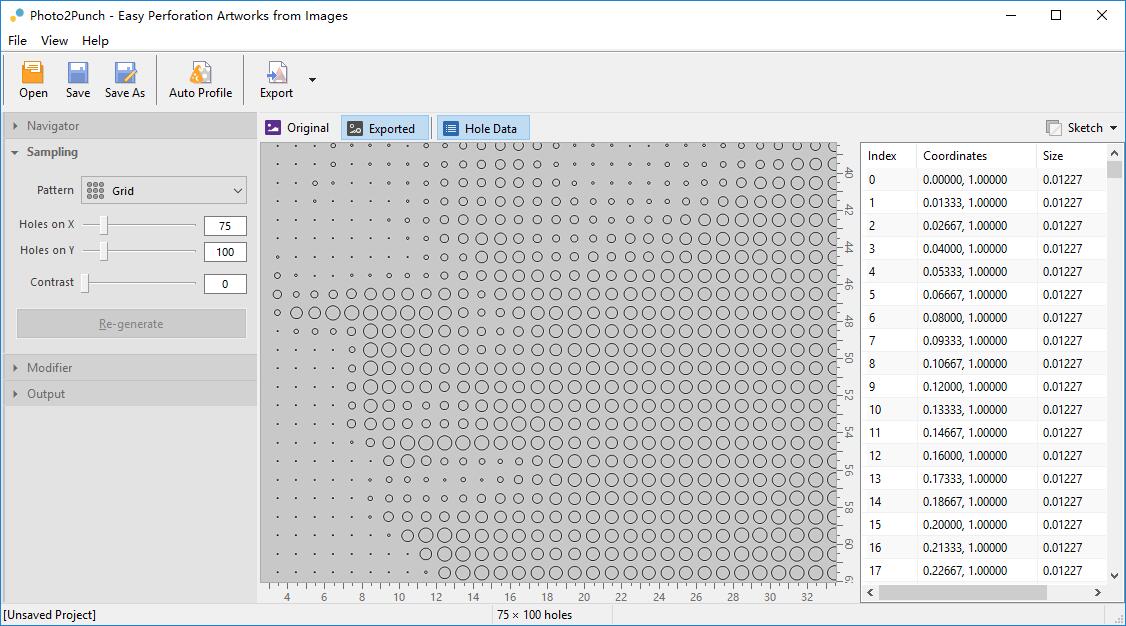 Photo2Punch - Easy Perforation Artworks from Images
File View Help
Open Save Save As Auto Profile Export
Navigator
Sampling
Pattern Grid
Holes on X 75
Holes on Y 100
Contrast 0
Re-generate
Modifier
Output
Original Exported Hole Data Sketch
40
42
44
46
48
50
52
54
56
58
60
4 6 8 10 12 14 16 18 20 22 24 26 28 30 32
Index Coordinates Size
0 0.00000, 1.00000 0.01227
1 0.01333, 1.00000 0.01227
2 0.02667, 1.00000 0.01227
3 0.04000, 1.00000 0.01227
4 0.05333, 1.00000 0.01227
5 0.06667, 1.00000 0.01227
6 0.08000, 1.00000 0.01227
7 0.09333, 1.00000 0.01227
8 0.10667, 1.00000 0.01227
9 0.12000, 1.00000 0.01227
10 0.13333, 1.00000 0.01227
11 0.14667, 1.00000 0.01227
12 0.16000, 1.00000 0.01227
13 0.17333, 1.00000 0.01227
14 0.18667, 1.00000 0.01227
15 0.20000, 1.00000 0.01227
16 0.21333, 1.00000 0.01227
17 0.22667, 1.00000 0.01227
[Unsaved Project] 75 × 100 holes